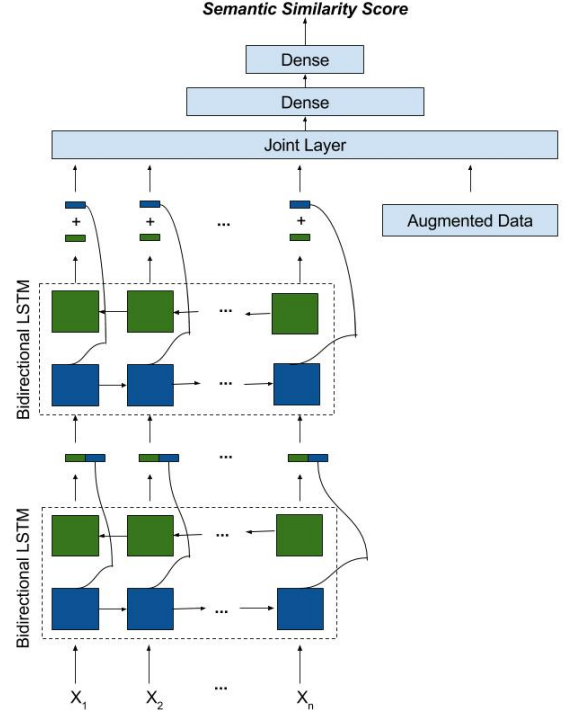 Semantic Similarity Score
Dense
Dense
Joint Layer
Augmented Data
+ + ... +
Bidirectional LSTM
...
...
...
Bidirectional LSTM
...
...
X1 X2 ... Xn